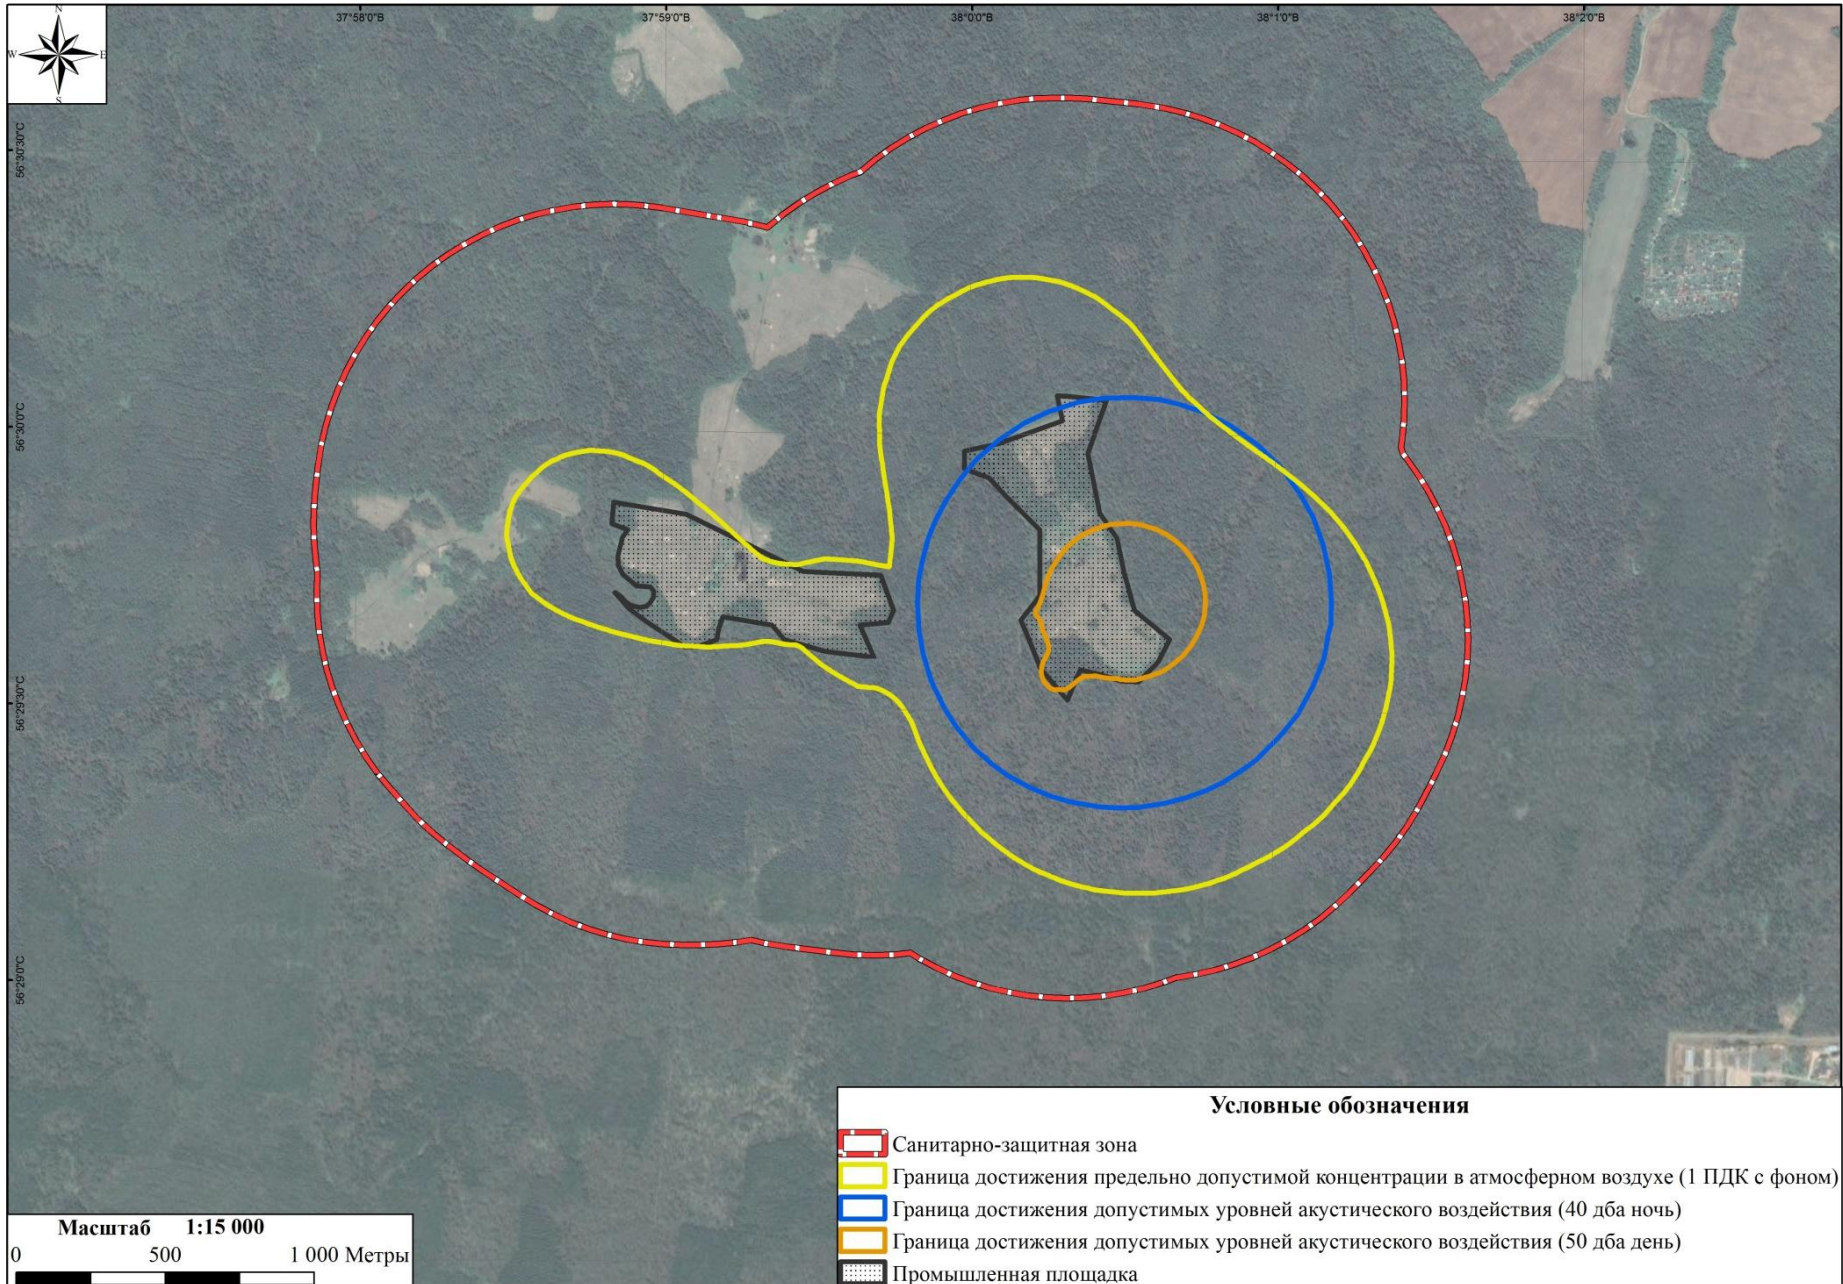 N
37°58'0"В 37°59'0"В 38°0'0"В 38°1'0"В 38°2'0"В
W E
S
56°30'30"С
56°30'0"С
56°29'30"С
56°29'0"С
Условные обозначения
Санитарно-защитная зона
Граница достижения предельно допустимой концентрации в атмосферном воздухе (1 ПДК с фоном)
Граница достижения допустимых уровней акустического воздействия (40 дба ночь)
Граница достижения допустимых уровней акустического воздействия (50 дба день)
Промышленная площадка
Масштаб 1:15 000
0 500 1 000 Метры